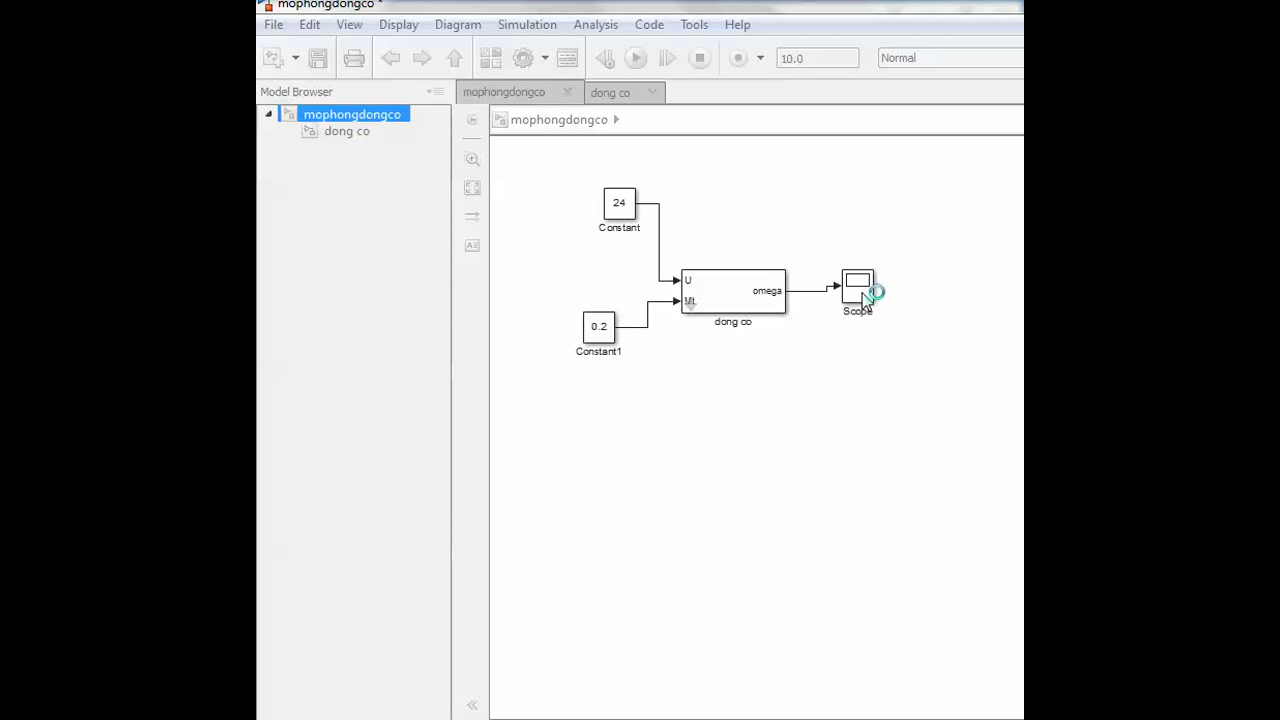 mophongdongco *
File Edit View Display Diagram Simulation Analysis Code Tools Help
10.0 Normal
Model Browser
mophongdongco dong co
mophongdongco
dong co
mophongdongco
24
Constant
U
omega
dong co
Scope
0.2
Constant1